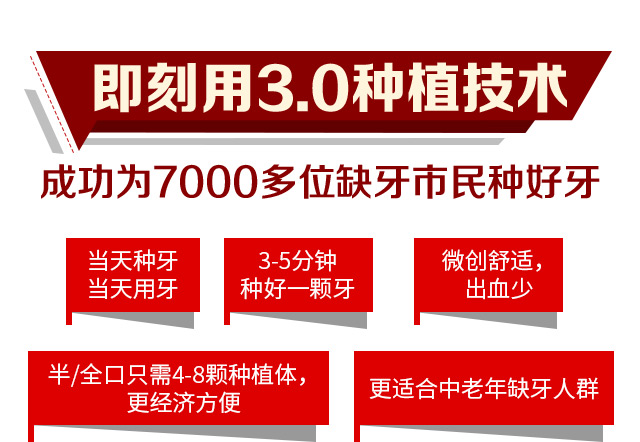 即刻用3.0种植技术
成功为7000多位缺牙市民种好牙
当天种牙
当天用牙
3-5分钟
种好一颗牙
微创舒适，
出血少
半/全口只需4-8颗种植体，
更经济方便
更适合中老年缺牙人群